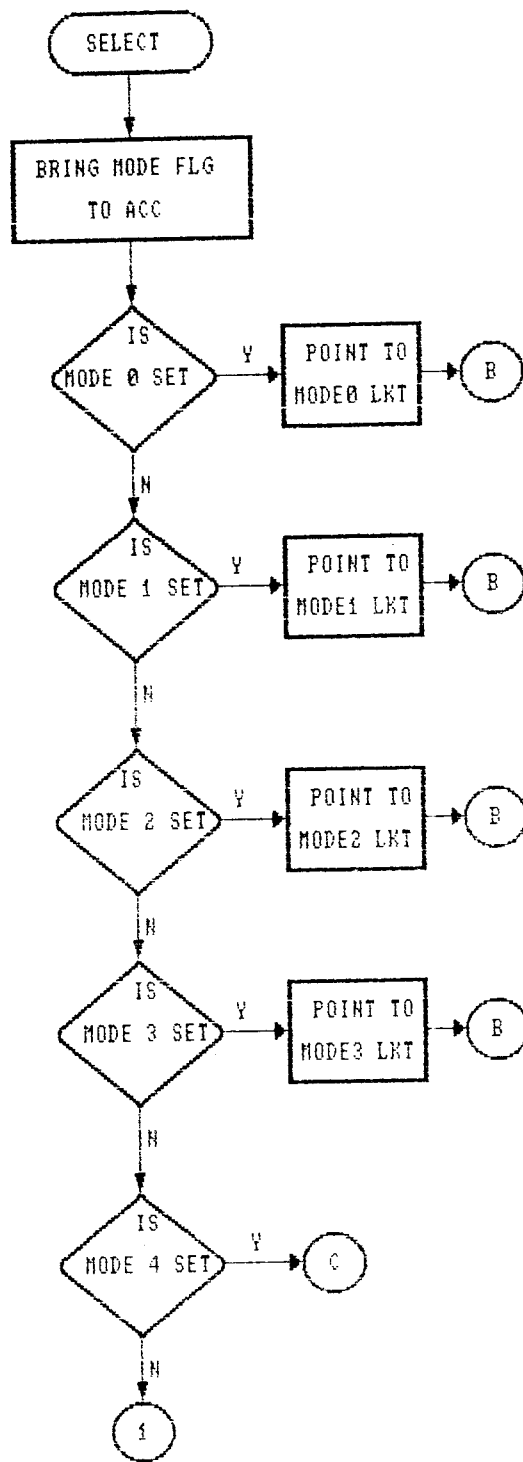 SELECT
BRING MODE FLG
TO ACC
IS
MODE 0 SET
Y
POINT TO
MODE0 LKT
B
N
IS
MODE 1 SET
Y
POINT TO
MODE1 LKT
B
N
IS
MODE 2 SET
Y
POINT TO
MODE2 LKT
B
N
IS
MODE 3 SET
Y
POINT TO
MODE3 LKT
B
N
IS
MODE 4 SET
Y
C
N
1